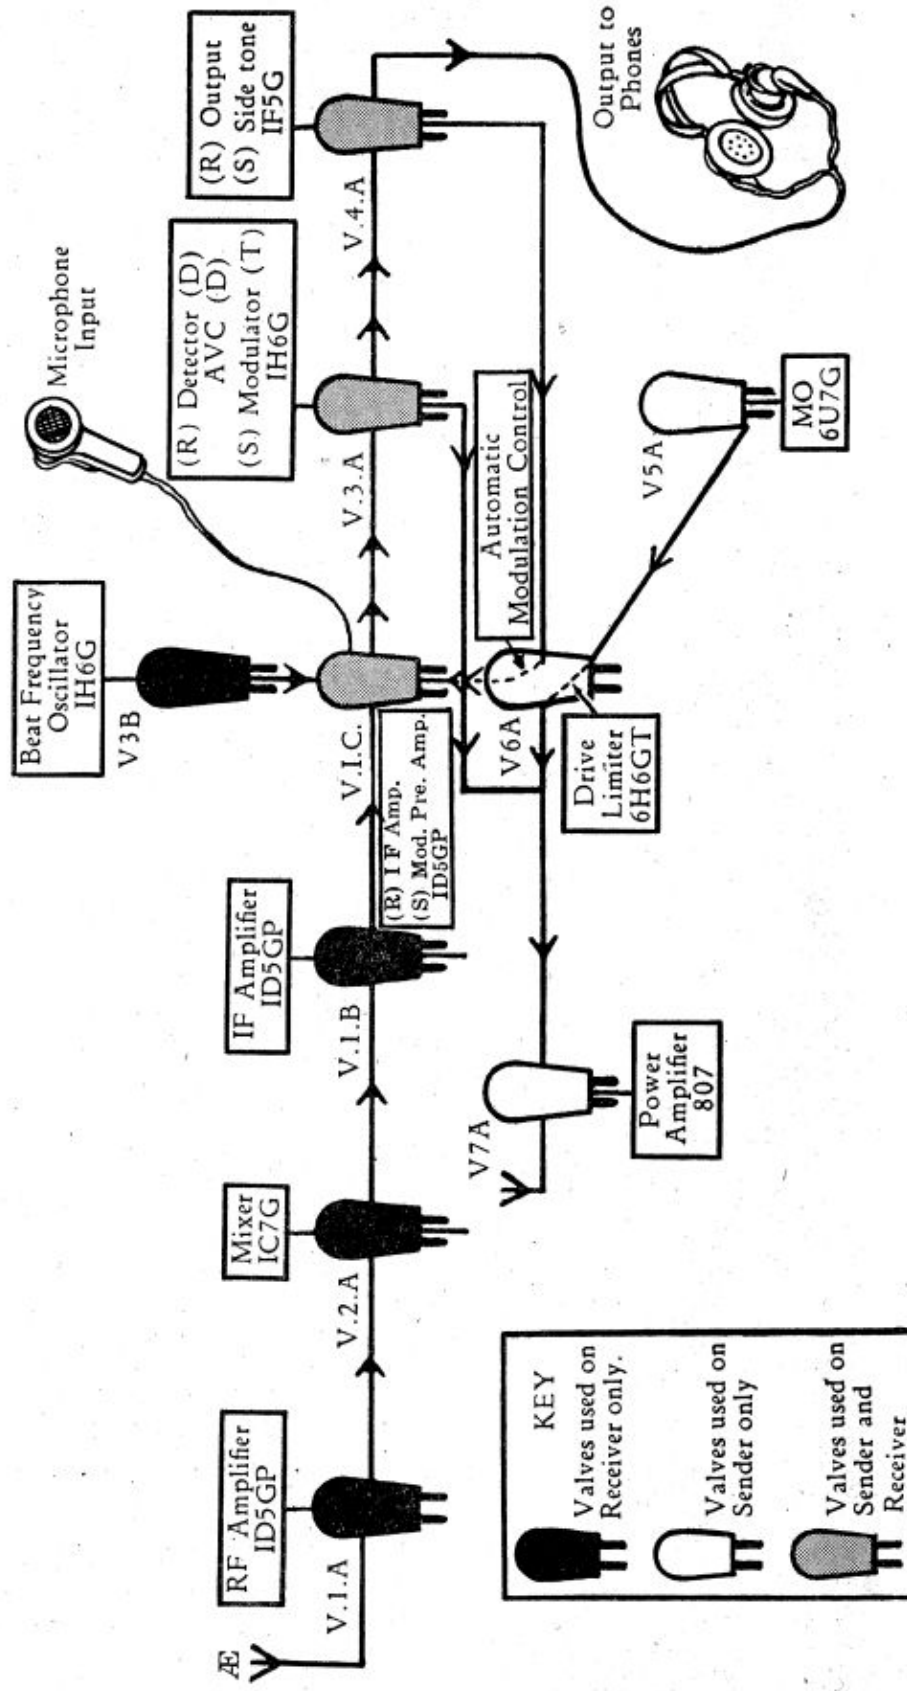 Æ
V.1.A
RF Amplifier
ID5GP
V.2.A
Mixer
IC7G
V.1.B
IF Amplifier
ID5GP
V.I.C.
(R) I F Amp.
(S) Mod. Pre. Amp.
ID5GP
Beat Frequency
Oscillator
IH6G
V3B
Microphone
Input
V.3.A
(R) Detector (D)
AVC (D)
(S) Modulator (T)
IH6G
V.4.A
(R) Output
(S) Side tone
IF5G
Output to
Phones
V7A
Power
Amplifier
807
V6A
Drive
Limiter
6H6GT
Automatic
Modulation Control
V5A
MO
6U7G
KEY
Valves used on
Receiver only.
Valves used on
Sender only
Valves used on
Sender and
Receiver